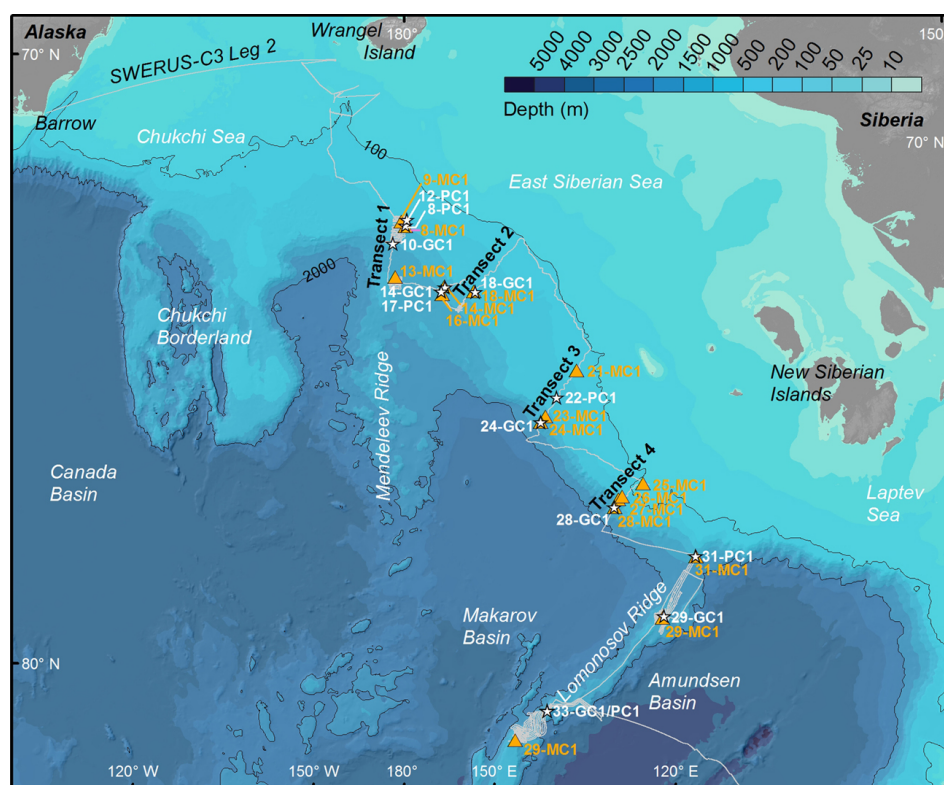 Alaska
Wrangel
Island
180°
150°
70° N
SWERUS-C3 Leg 2
5000
4000
3000
2500
2000
1500
1000
500
100
50
25
10
Depth (m)
Barrow
Chukchi Sea
Siberia
70° N
100
9-MC1
12-PC1
8-PC1
8-MC1
10-GC1
East Siberian Sea
Transect 1
Transect 2
2000
13-MC1
14-GC1
17-PC1
18-GC1
18-MC1
14-MC1
16-MC1
Chukchi
Borderland
Mendeleev Ridge
Transect 3
21-MC1
22-PC1
23-MC1
24-GC1
24-MC1
New Siberian
Islands
Canada
Basin
Transect 4
25-MC1
26-MC1
27-MC1
28-GC1
28-MC1
Laptev
Sea
31-PC1
31-MC1
Makarov
Basin
Lomonosov Ridge
29-GC1
29-MC1
80° N
Amundsen
Basin
33-GC1/PC1
29-MC1
120° W
150° W
180°
150° E
120° E